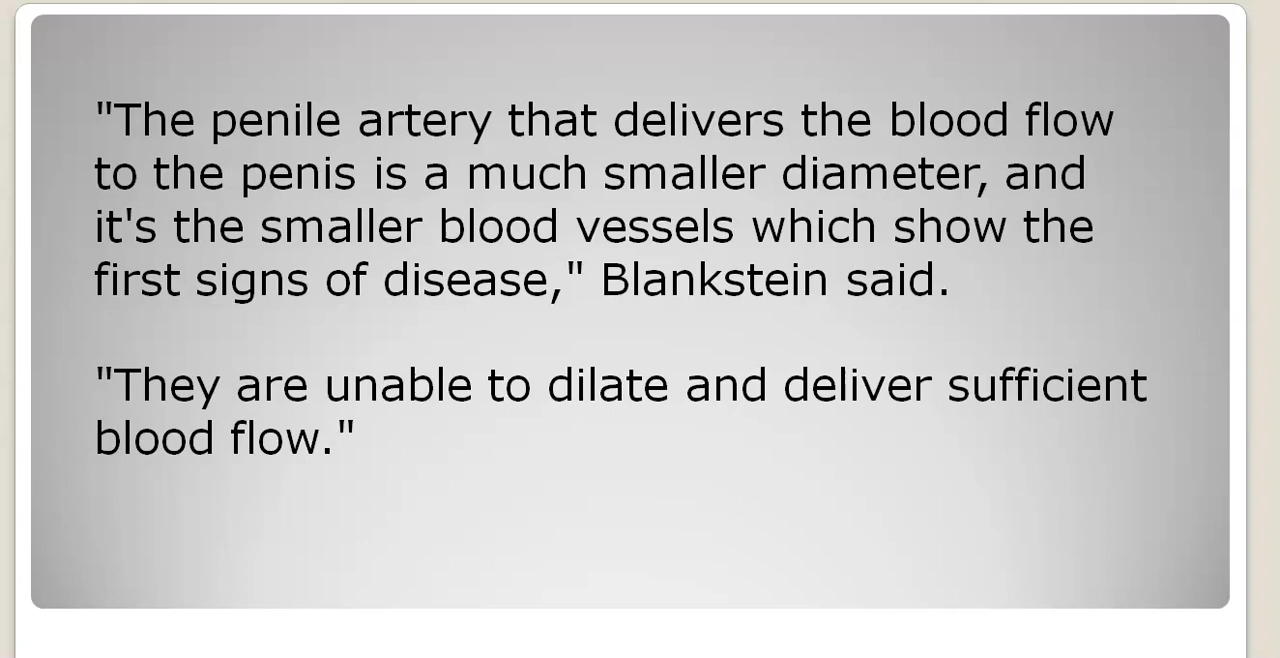 "The penile artery that delivers the blood flow
to the penis is a much smaller diameter, and
it's the smaller blood vessels which show the
first signs of disease," Blankstein said.
"They are unable to dilate and deliver sufficient
blood flow."